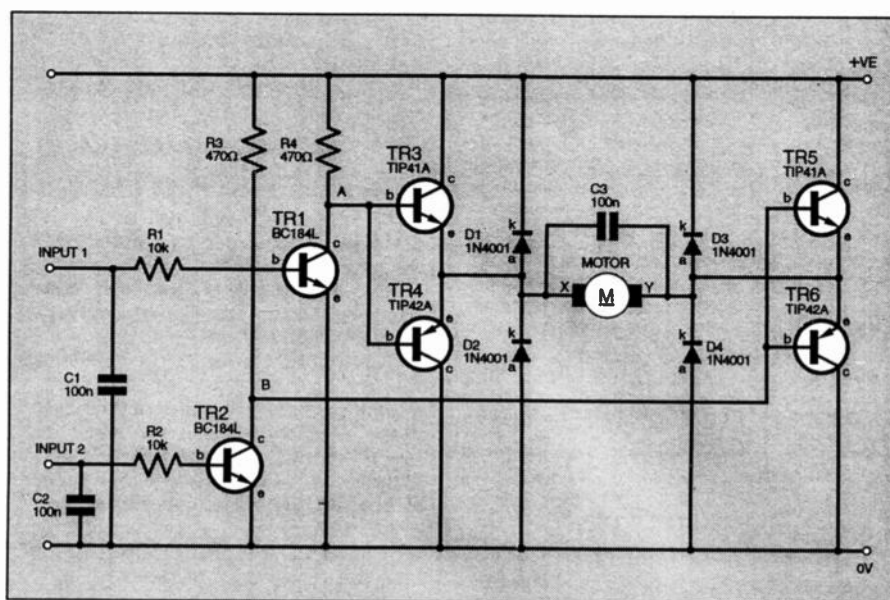 +VE
R3
470Ω
R4
470Ω
TR3
TIP41A
c
b
e
A
TR5
TIP41A
c
b
e
C3
100n
TR1
BC184L
c
b
e
R1
10k
INPUT 1
D1
1N4001
k
a
D3
1N4001
k
a
MOTOR
X
M
Y
TR4
TIP42A
e
b
c
TR6
TIP42A
e
b
c
D2
1N4001
k
a
D4
1N4001
k
a
C1
100n
B
TR2
BC184L
c
b
e
R2
10k
INPUT 2
C2
100n
0V